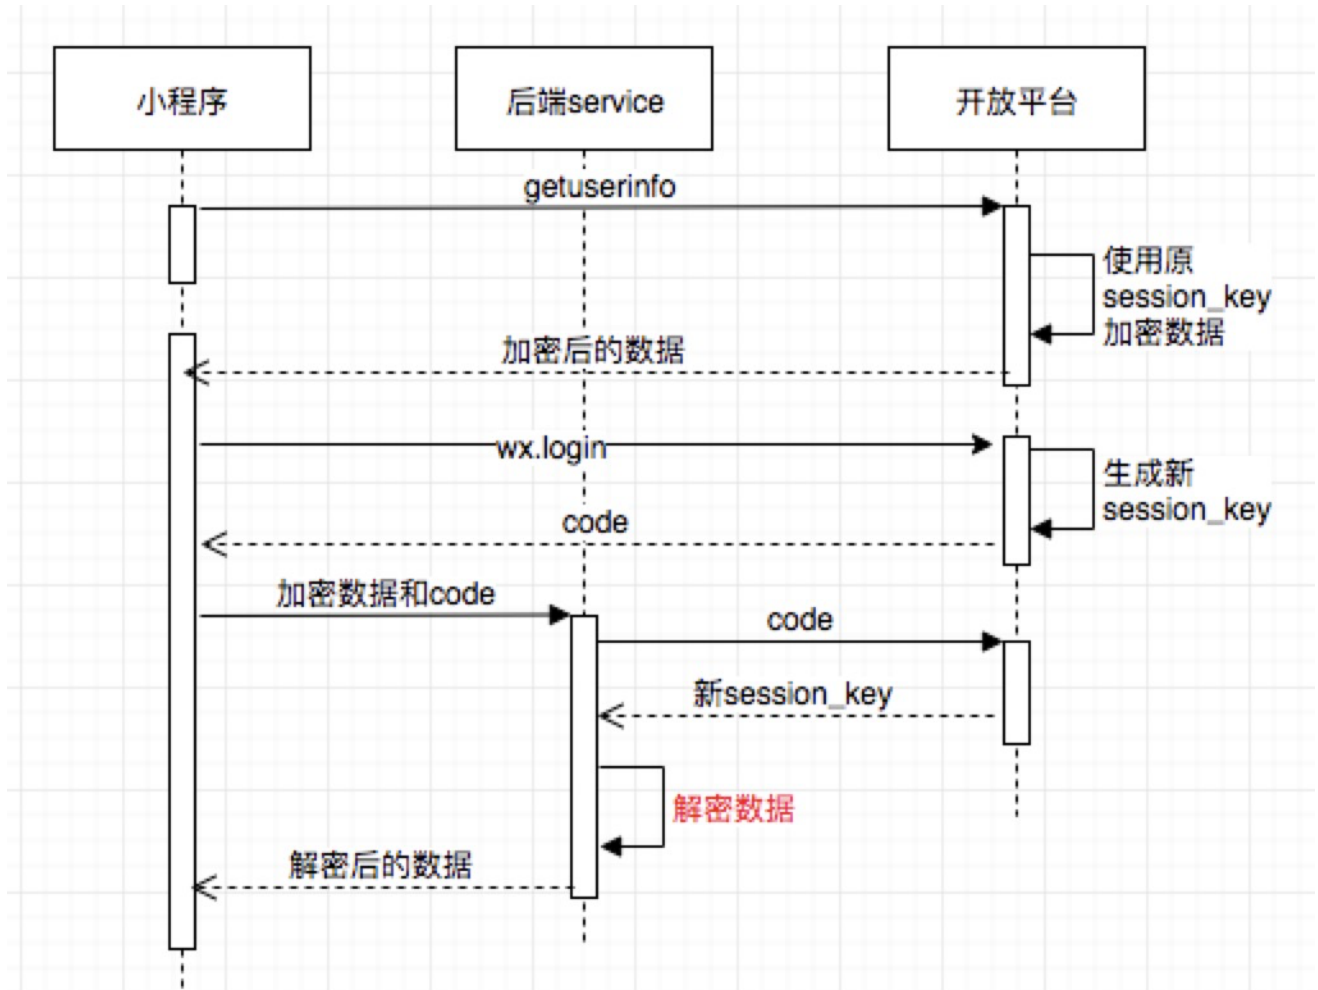 小程序
后端service
开放平台
getuserinfo
使用原
session_key
加密数据
加密后的数据
wx.login
生成新
session_key
code
加密数据和code
code
新session_key
解密数据
解密后的数据